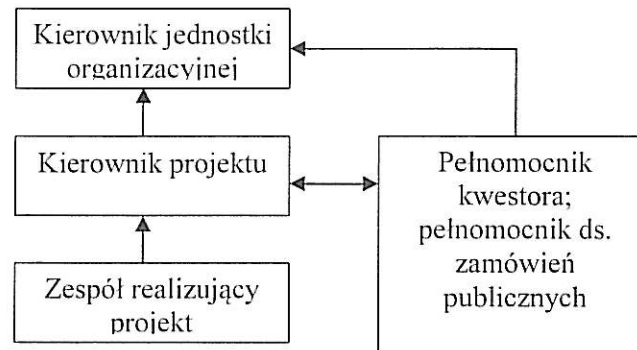 Kierownik jednostki
organizacyjnej
Kierownik projektu
Zespół realizujący
projekt
Pełnomocnik
kwestora;
pełnomocnik ds.
zamówień
publicznych